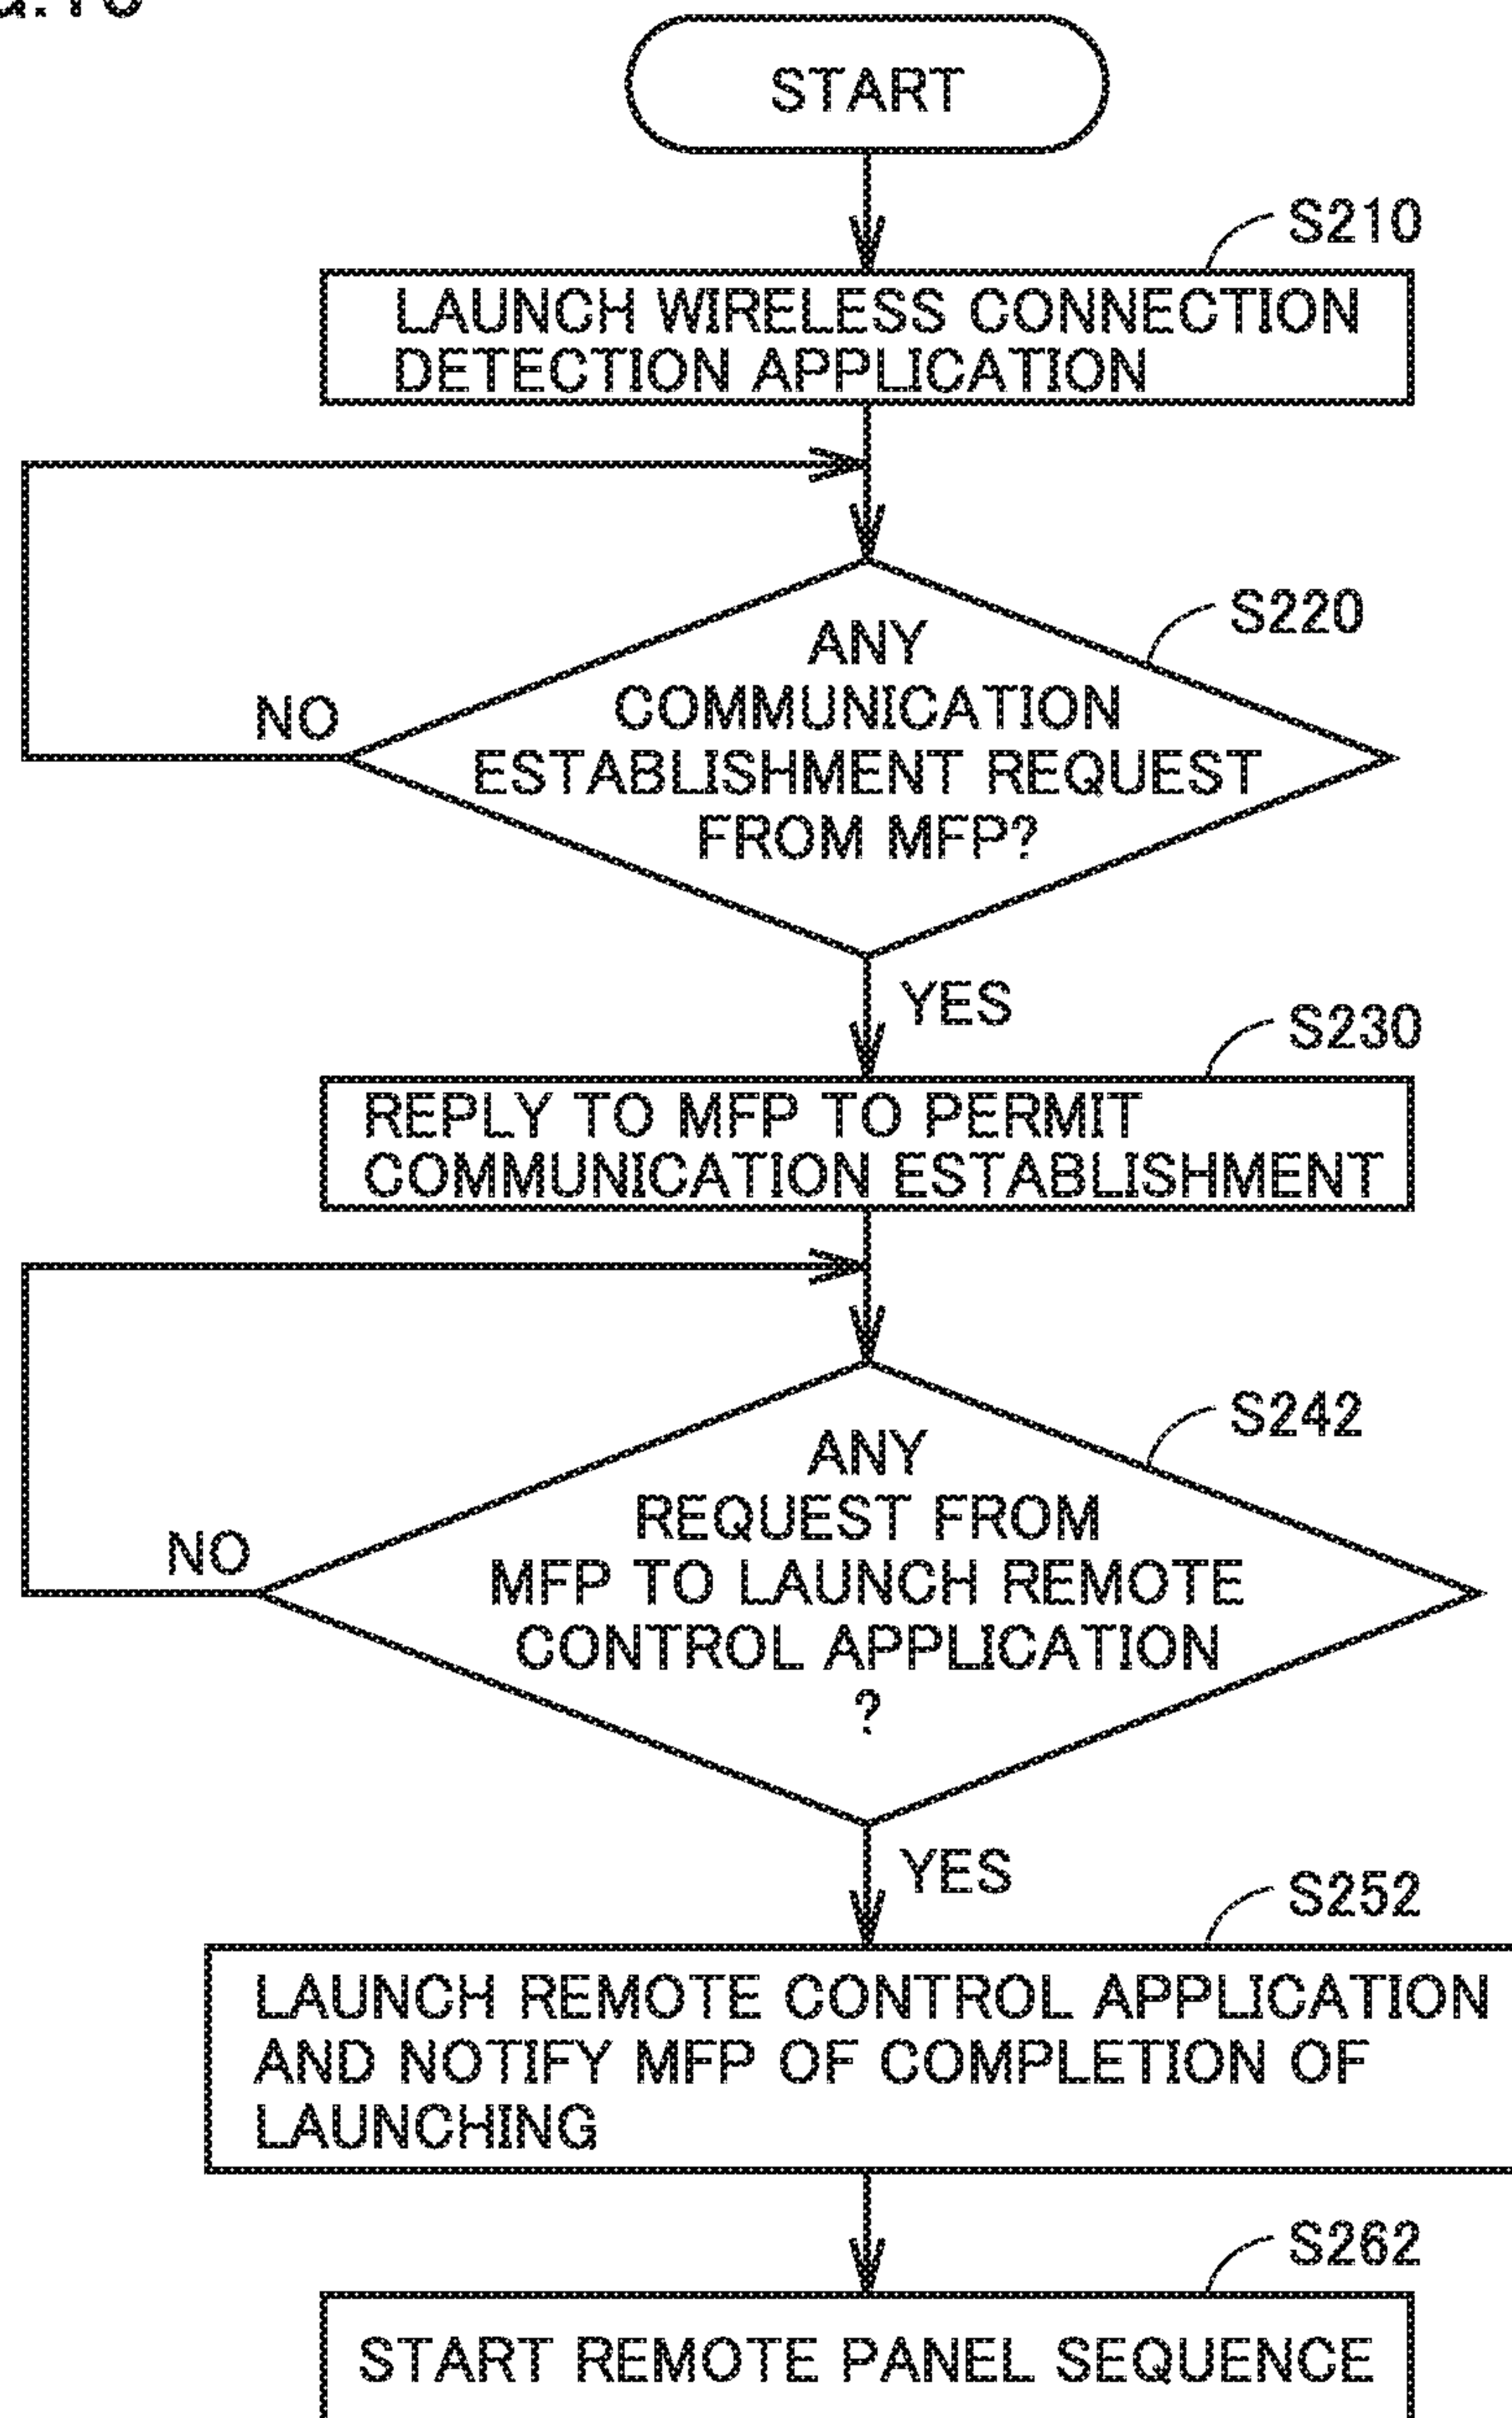 START
S210
LAUNCH WIRELESS CONNECTION
DETECTION APPLICATION
S220
ANY
COMMUNICATION
ESTABLISHMENT REQUEST
FROM MFP?
NO
YES
S230
REPLY TO MFP TO PERMIT
COMMUNICATION ESTABLISHMENT
S242
ANY
REQUEST FROM
MFP TO LAUNCH REMOTE
CONTROL APPLICATION
?
NO
YES
S252
LAUNCH REMOTE CONTROL APPLICATION
AND NOTIFY MFP OF COMPLETION OF
LAUNCHING
S262
START REMOTE PANEL SEQUENCE